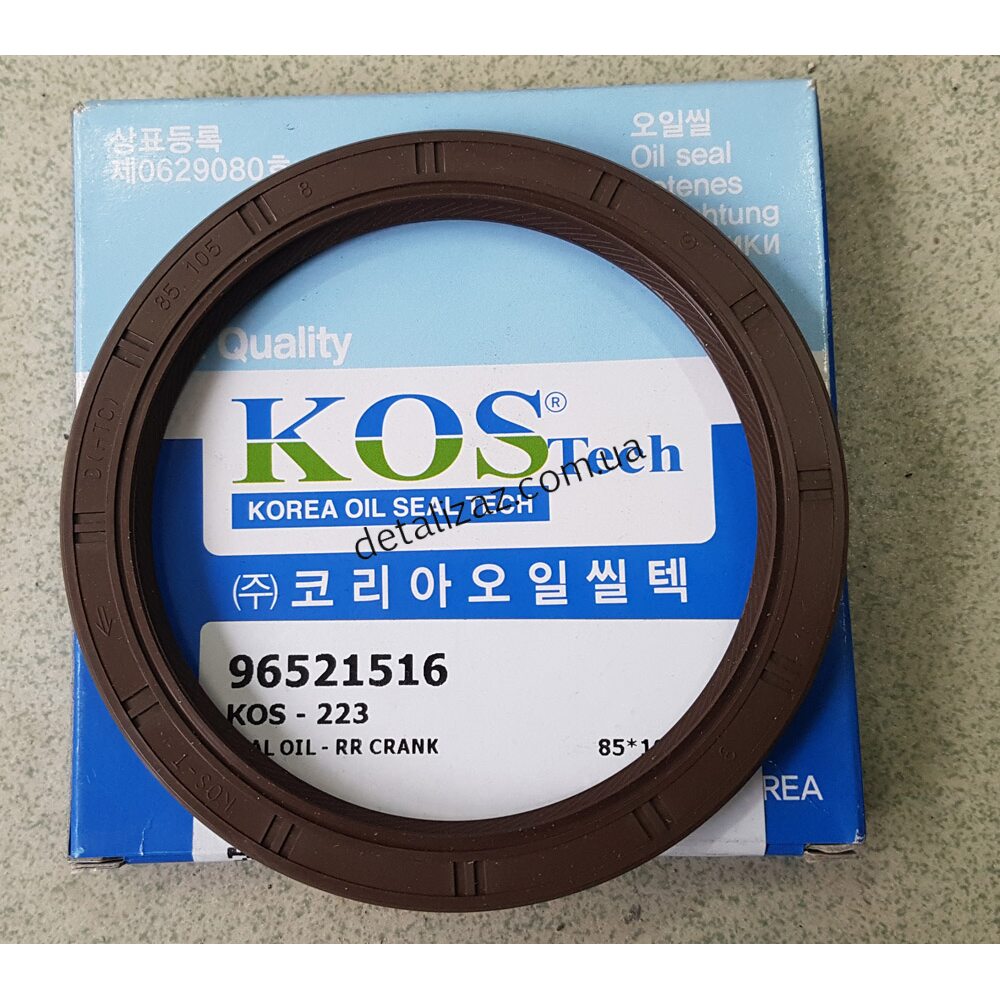 상표등록
제0629080호
오일씰
Oil seal
Quality
KOS®
Tech
KOREA OIL SEAL TECH
(주)코리아오일씰텍
96521516
KOS - 223
OIL - RR CRANK
85*
85. 105
8
KOS-T
detalizaz.com.ua